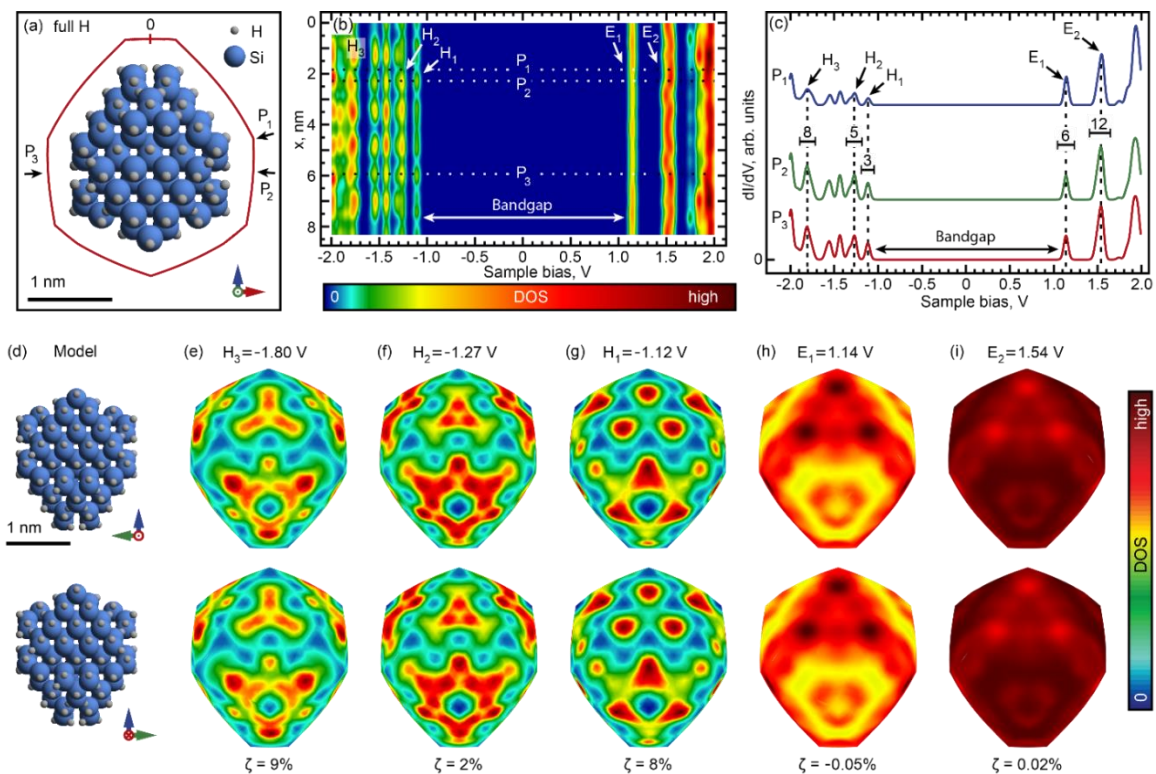 (a) full H
0
H
Si
P1
P2
P3
1 nm
(b)
x, nm
0
2
4
6
8
H3
H2
H1
E1
E2
P1
P2
P3
Bandgap
-2.0 -1.5 -1.0 -0.5 0 0.5 1.0 1.5 2.0
Sample bias, V
0 DOS high
(c)
dI/dV, arb. units
E2
E1
H3
H2
H1
P1
8
5
3
6
12
P2
P3
Bandgap
0
-2.0 -1.5 -1.0 -0.5 0 0.5 1.0 1.5 2.0
Sample bias, V
(d) Model
1 nm
(e) H3=−1.80 V
(f) H2=−1.27 V
(g) H1=−1.12 V
(h) E1=1.14 V
(i) E2=1.54 V
high
DOS
0
ζ = 9%
ζ = 2%
ζ = 8%
ζ = -0.05%
ζ = 0.02%